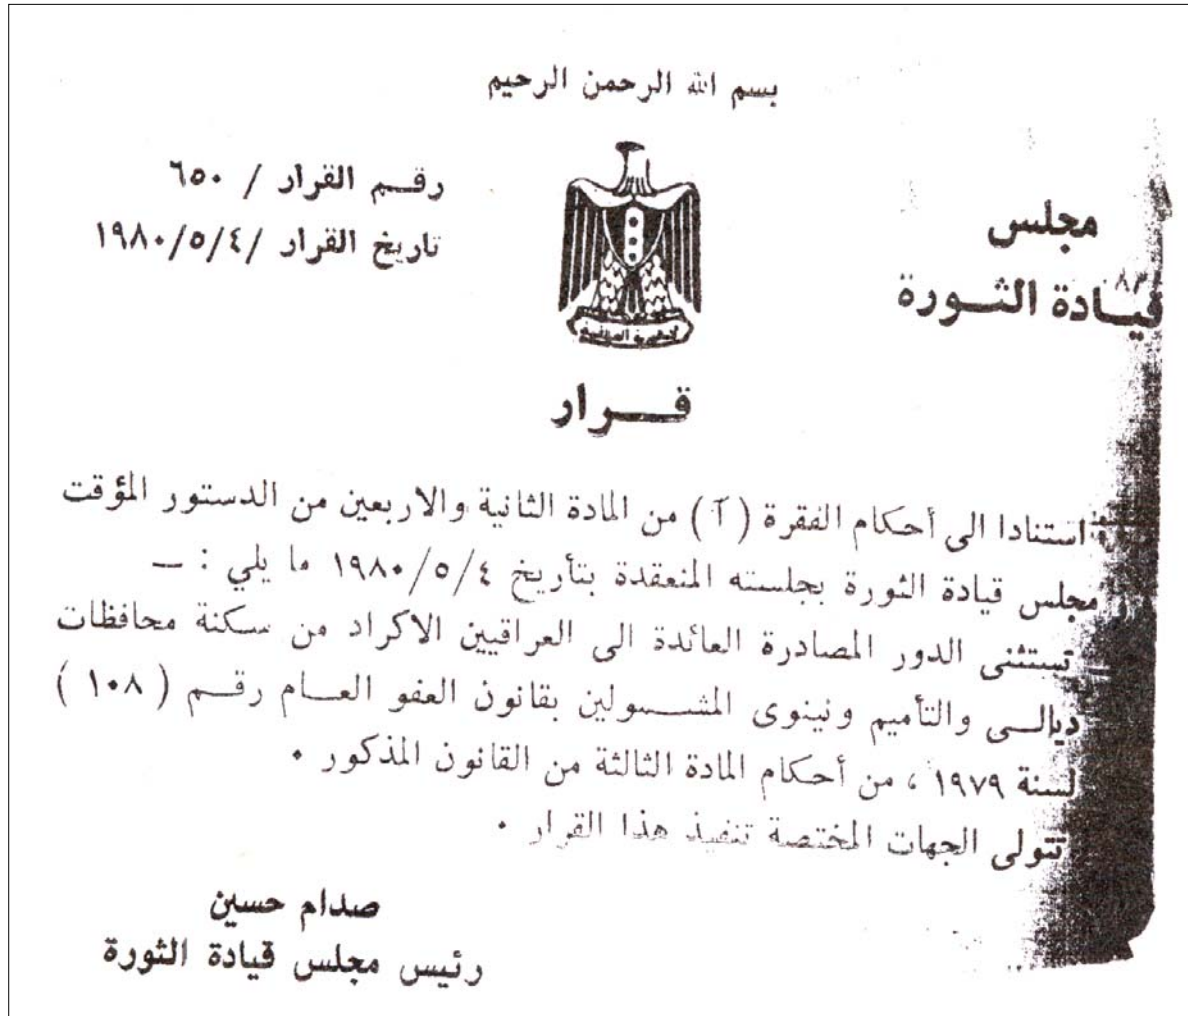 بسم الله الرحمن الرحيم
مجلس
قيادة الثورة
رقم القرار / ٦٥٠
تاريخ القرار /٤/٥/١٩٨٠
قرار
استنادا الى أحكام الفقرة (آ) من المادة الثانية والاربعين من الدستور المؤقت
مجلس قيادة الثورة بجلسته المنعقدة بتأريخ ٤/٥/١٩٨٠ ما يلي : ــ
تستثنى الدور المصادرة العائدة الى العراقيين الاكراد من سكنة محافظات
ديالى والتأميم ونينوى المشمولين بقانون العفو العام رقم ( ١٠٨ )
لسنة ١٩٧٩ ، من أحكام المادة الثالثة من القانون المذكور .
تتولى الجهات المختصة تنفيذ هذا القرار .
صدام حسين
رئيس مجلس قيادة الثورة